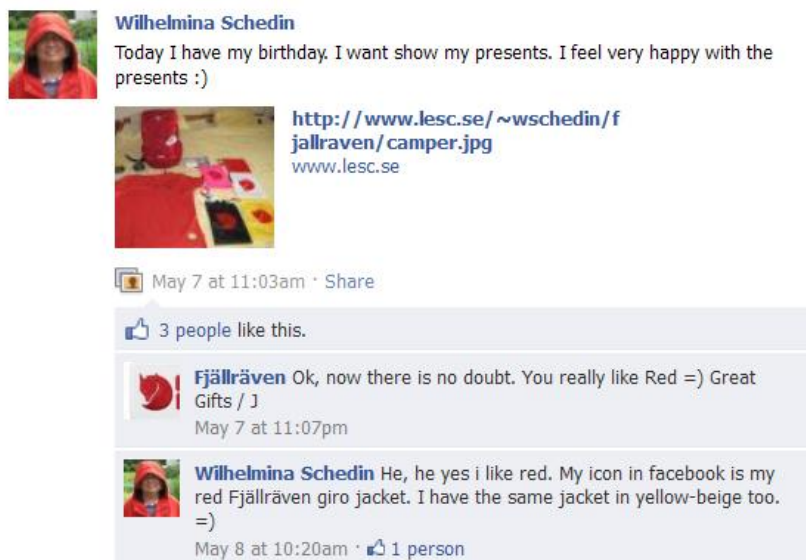 Wilhelmina Schedin
Today I have my birthday. I want show my presents. I feel very happy with the
presents :)
http://www.lesc.se/~wschedin/f
jallraven/camper.jpg
www.lesc.se
May 7 at 11:03am · Share
3 people like this.
Fjällräven Ok, now there is no doubt. You really like Red =) Great
Gifts / J
May 7 at 11:07pm
Wilhelmina Schedin He, he yes i like red. My icon in facebook is my
red Fjällräven giro jacket. I have the same jacket in yellow-beige too.
=)
May 8 at 10:20am · 1 person